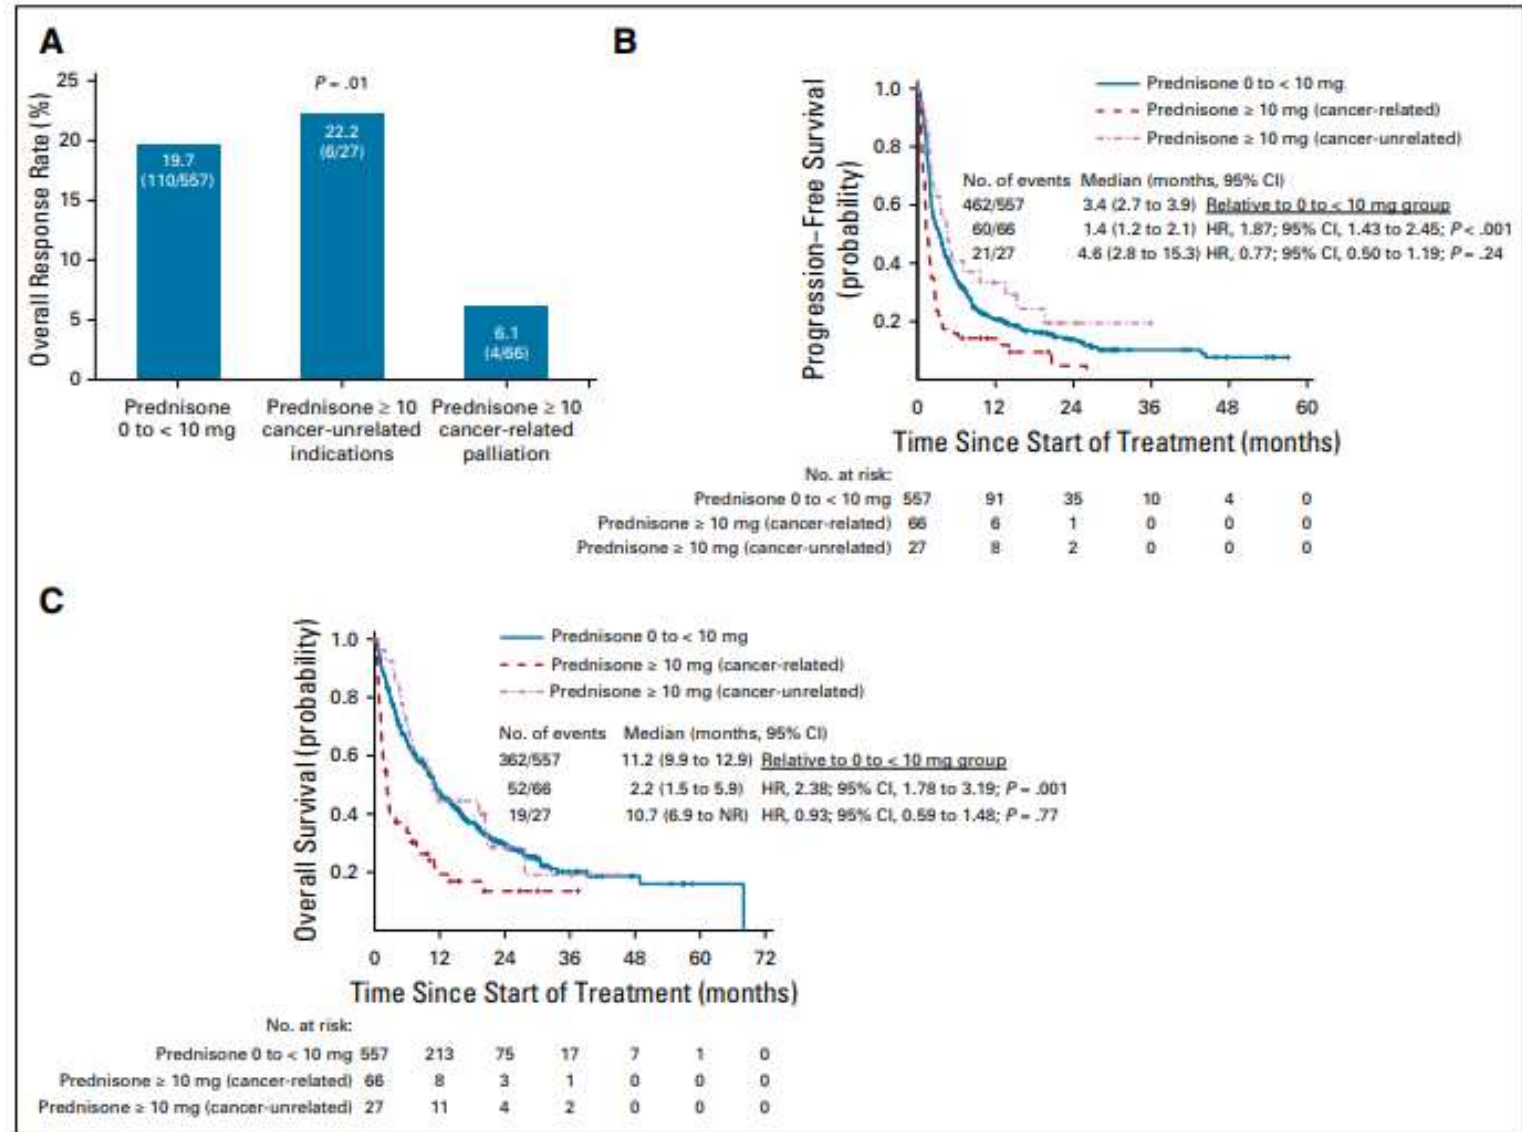 A
Overall Response Rate (%)
25
20
15
10
5
0
P = .01
19.7
(110/557)
22.2
(6/27)
6.1
(4/66)
Prednisone
0 to < 10 mg
Prednisone ≥ 10
cancer-unrelated
indications
Prednisone ≥ 10
cancer-related
palliation
B
Progression–Free Survival
(probability)
1.0
0.8
0.6
0.4
0.2
Prednisone 0 to < 10 mg
Prednisone ≥ 10 mg (cancer-related)
Prednisone ≥ 10 mg (cancer-unrelated)
No. of events Median (months, 95% CI)
462/557 3.4 (2.7 to 3.9) Relative to 0 to < 10 mg group
60/66 1.4 (1.2 to 2.1) HR, 1.87; 95% CI, 1.43 to 2.45; P < .001
21/27 4.6 (2.8 to 15.3) HR, 0.77; 95% CI, 0.50 to 1.19; P = .24
0 12 24 36 48 60
Time Since Start of Treatment (months)
No. at risk:
Prednisone 0 to < 10 mg 557 91 35 10 4 0
Prednisone ≥ 10 mg (cancer-related) 66 6 1 0 0 0
Prednisone ≥ 10 mg (cancer-unrelated) 27 8 2 0 0 0
C
Overall Survival (probability)
1.0
0.8
0.6
0.4
0.2
Prednisone 0 to < 10 mg
Prednisone ≥ 10 mg (cancer-related)
Prednisone ≥ 10 mg (cancer-unrelated)
No. of events Median (months, 95% CI)
362/557 11.2 (9.9 to 12.9) Relative to 0 to < 10 mg group
52/66 2.2 (1.5 to 5.9) HR, 2.38; 95% CI, 1.78 to 3.19; P = .001
19/27 10.7 (6.9 to NR) HR, 0.93; 95% CI, 0.59 to 1.48; P = .77
0 12 24 36 48 60 72
Time Since Start of Treatment (months)
No. at risk:
Prednisone 0 to < 10 mg 557 213 75 17 7 1 0
Prednisone ≥ 10 mg (cancer-related) 66 8 3 1 0 0 0
Prednisone ≥ 10 mg (cancer-unrelated) 27 11 4 2 0 0 0